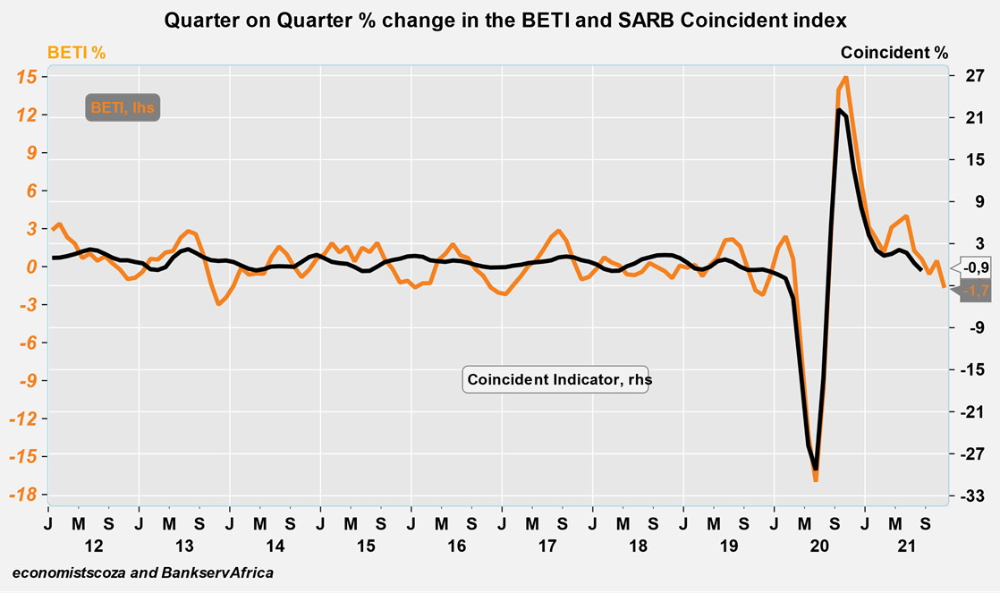 Quarter on Quarter % change in the BETI and SARB Coincident index
BETI % Coincident %
15 27
12 21
9 15
6 9
3 3
0 -0,9
-3 -1,7
-6 -9
-9 -15
-12 -21
-15 -27
-18 -33
BETI, lhs
Coincident Indicator, rhs
J M S J M S J M S J M S J M S J M S J M S J M S J M S J M S
12 13 14 15 16 17 18 19 20 21
economistscoza and BankservAfrica